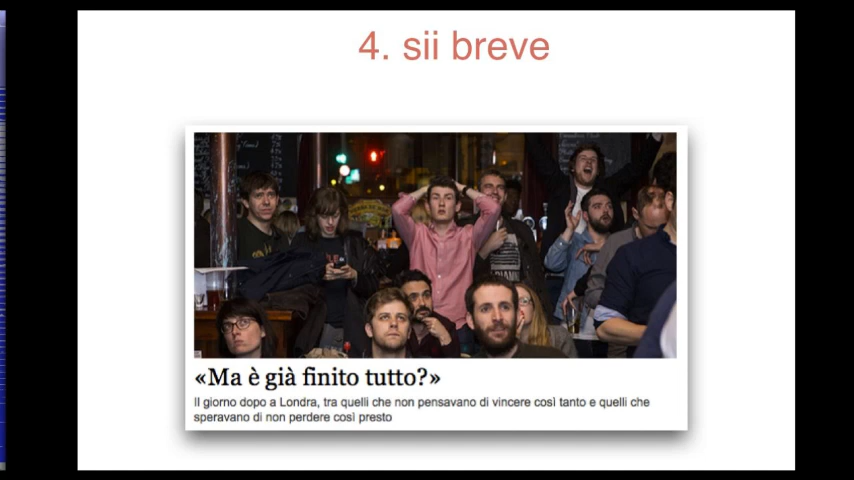 4. sii breve
«Ma è già finito tutto?»
Il giorno dopo a Londra, tra quelli che non pensavano di vincere così tanto e quelli che
speravano di non perdere così presto